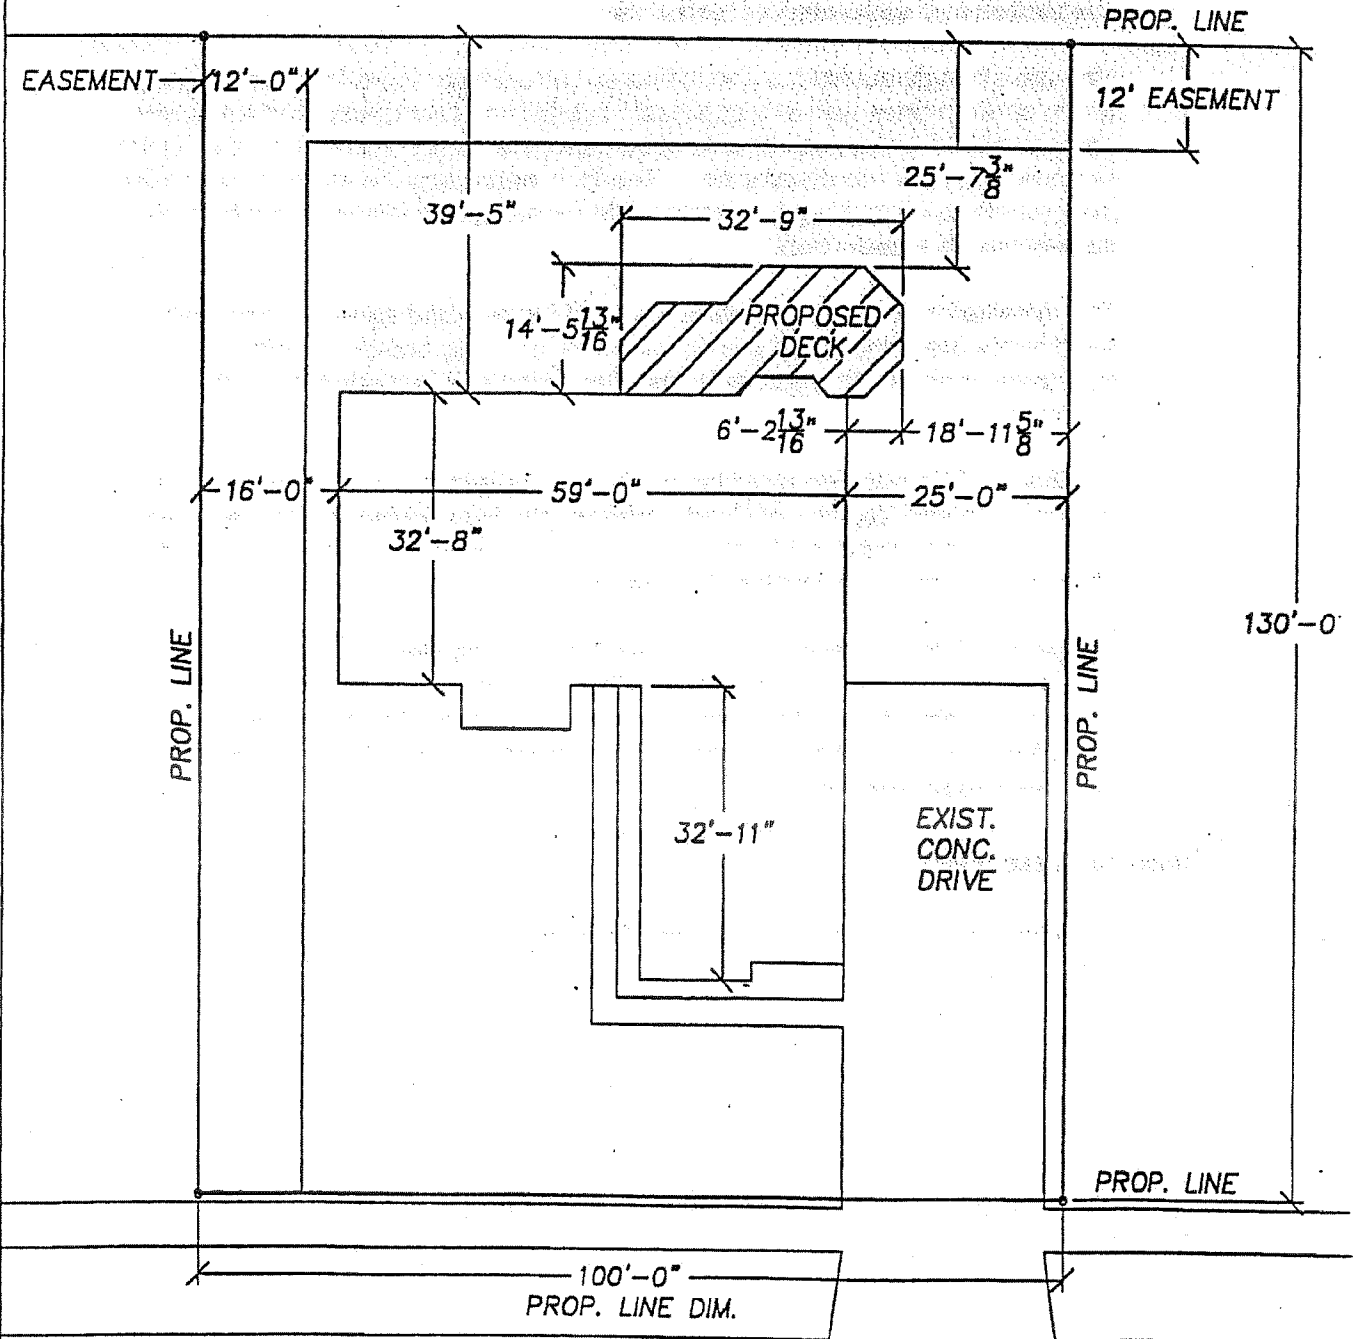 PROP. LINE
EASEMENT
12'-0"
12' EASEMENT
25'-7 3/8"
39'-5"
32'-9"
14'-5 13/16"
PROPOSED
DECK
6'-2 13/16"
18'-11 5/8"
16'-0"
59'-0"
25'-0"
32'-8"
130'-0
PROP. LINE
PROP. LINE
32'-11"
EXIST.
CONC.
DRIVE
PROP. LINE
100'-0"
PROP. LINE DIM.